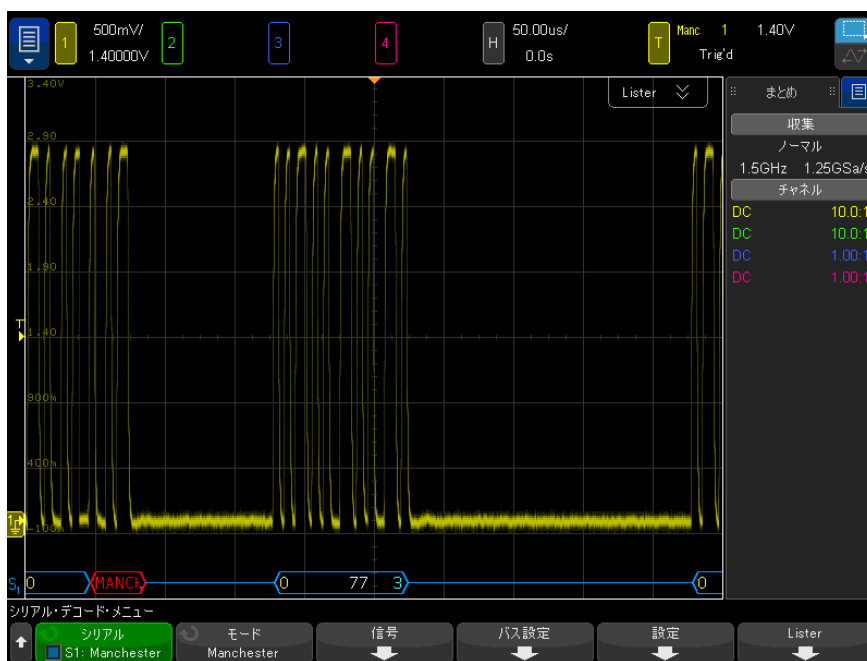 1 500mV/ 2 3 4 H 50.00us/ T Manc 1 1.40V
1.40000V 0.0s Trig'd
3.40V
2.90
2.40
1.90
1.40
900m
400m
-100m
T
1
Lister
まとめ
収集
ノーマル
1.5GHz 1.25GSa/s
チャネル
DC 10.0:1
DC 10.0:1
DC 1.00:1
DC 1.00:1
S1 0 MANCH 0 77 3 0
シリアル・デコード・メニュー
シリアル モード 信号 バス設定 設定 Lister
S1: Manchester Manchester